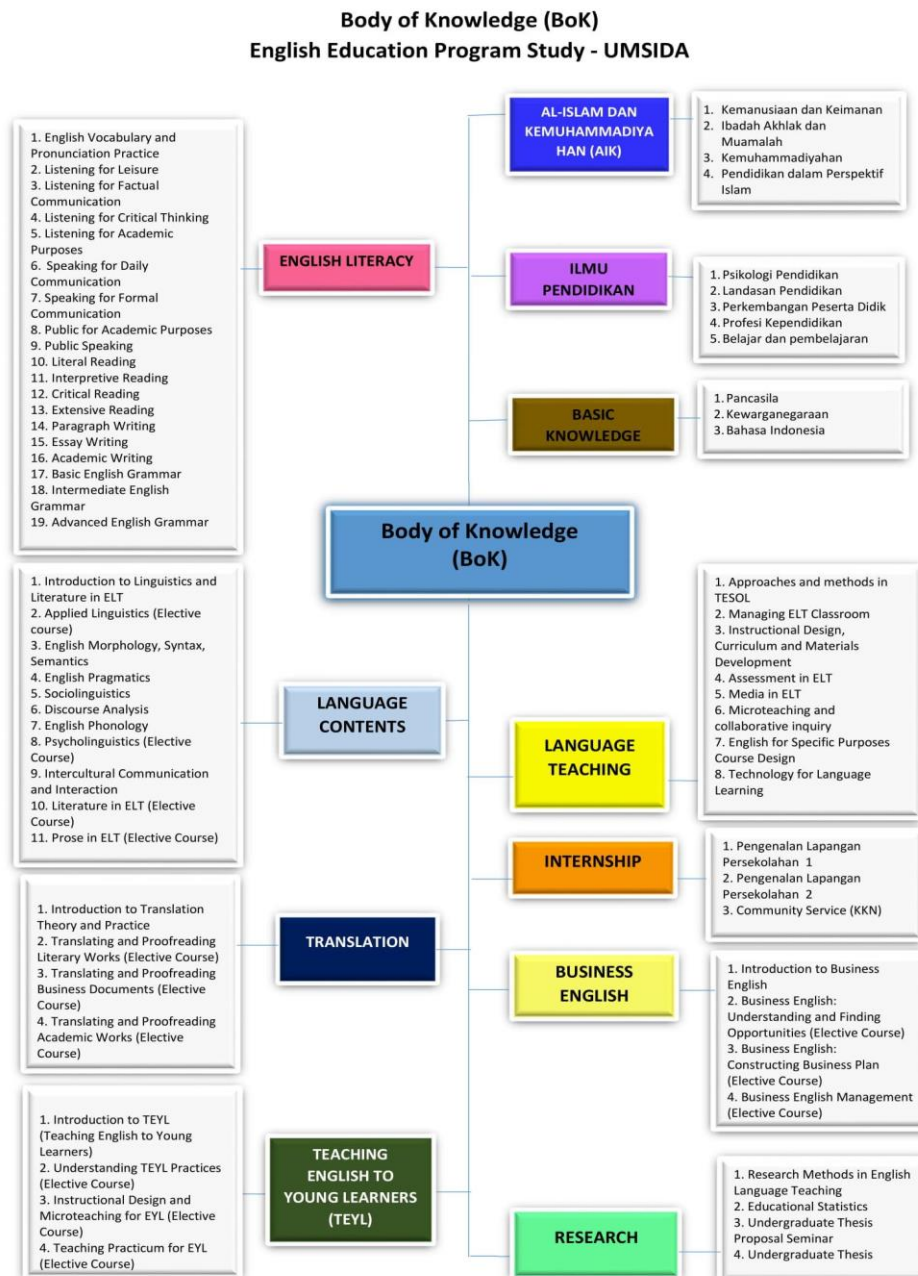 Body of Knowledge (BoK)
English Education Program Study - UMSIDA
1. English Vocabulary and
Pronunciation Practice
2. Listening for Leisure
3. Listening for Factual
Communication
4. Listening for Critical Thinking
5. Listening for Academic
Purposes
6. Speaking for Daily
Communication
7. Speaking for Formal
Communication
8. Public for Academic Purposes
9. Public Speaking
10. Literal Reading
11. Interpretive Reading
12. Critical Reading
13. Extensive Reading
14. Paragraph Writing
15. Essay Writing
16. Academic Writing
17. Basic English Grammar
18. Intermediate English
Grammar
19. Advanced English Grammar
ENGLISH LITERACY
AL-ISLAM DAN
KEMUHAMMADIYA
HAN (AIK)
1. Kemanusiaan dan Keimanan
2. Ibadah Akhlak dan
Muamalah
3. Kemuhammadiyahan
4. Pendidikan dalam Perspektif
Islam
ILMU
PENDIDIKAN
1. Psikologi Pendidikan
2. Landasan Pendidikan
3. Perkembangan Peserta Didik
4. Profesi Kependidikan
5. Belajar dan pembelajaran
BASIC
KNOWLEDGE
1. Pancasila
2. Kewarganegaraan
3. Bahasa Indonesia
Body of Knowledge
(BoK)
1. Introduction to Linguistics and
Literature in ELT
2. Applied Linguistics (Elective
course)
3. English Morphology, Syntax,
Semantics
4. English Pragmatics
5. Sociolinguistics
6. Discourse Analysis
7. English Phonology
8. Psycholinguistics (Elective
Course)
9. Intercultural Communication
and Interaction
10. Literature in ELT (Elective
Course)
11. Prose in ELT (Elective Course)
LANGUAGE
CONTENTS
LANGUAGE
TEACHING
1. Approaches and methods in
TESOL
2. Managing ELT Classroom
3. Instructional Design,
Curriculum and Materials
Development
4. Assessment in ELT
5. Media in ELT
6. Microteaching and
collaborative inquiry
7. English for Specific Purposes
Course Design
8. Technology for Language
Learning
INTERNSHIP
1. Pengenalan Lapangan
Persekolahan 1
2. Pengenalan Lapangan
Persekolahan 2
3. Community Service (KKN)
1. Introduction to Translation
Theory and Practice
2. Translating and Proofreading
Literary Works (Elective Course)
3. Translating and Proofreading
Business Documents (Elective
Course)
4. Translating and Proofreading
Academic Works (Elective
Course)
TRANSLATION
BUSINESS
ENGLISH
1. Introduction to Business
English
2. Business English:
Understanding and Finding
Opportunities (Elective Course)
3. Business English:
Constructing Business Plan
(Elective Course)
4. Business English Management
(Elective Course)
1. Introduction to TEYL
(Teaching English to Young
Learners)
2. Understanding TEYL Practices
(Elective Course)
3. Instructional Design and
Microteaching for EYL (Elective
Course)
4. Teaching Practicum for EYL
(Elective Course)
TEACHING
ENGLISH TO
YOUNG LEARNERS
(TEYL)
RESEARCH
1. Research Methods in English
Language Teaching
2. Educational Statistics
3. Undergraduate Thesis
Proposal Seminar
4. Undergraduate Thesis